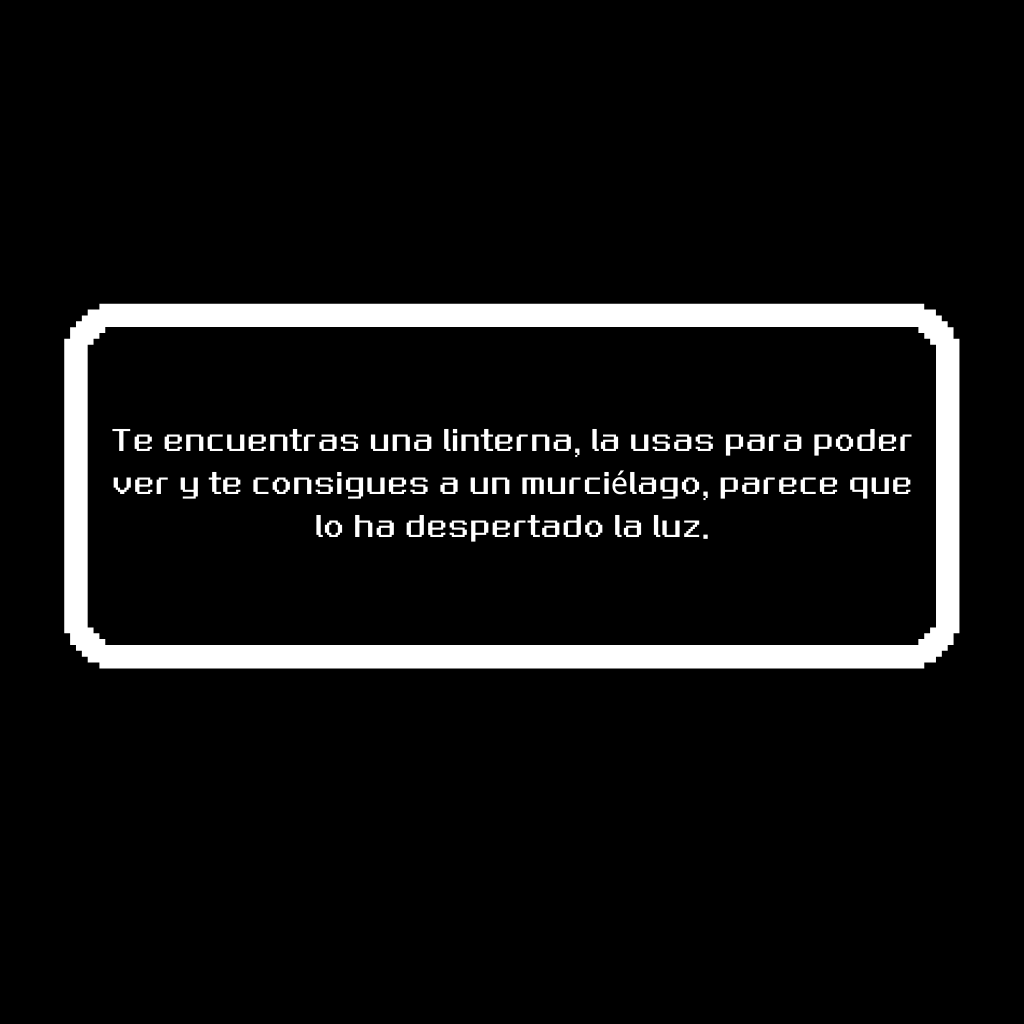 Te encuentras una linterna, la usas para poder
ver y te consigues a un murciélago, parece que
lo ha despertado la luz.